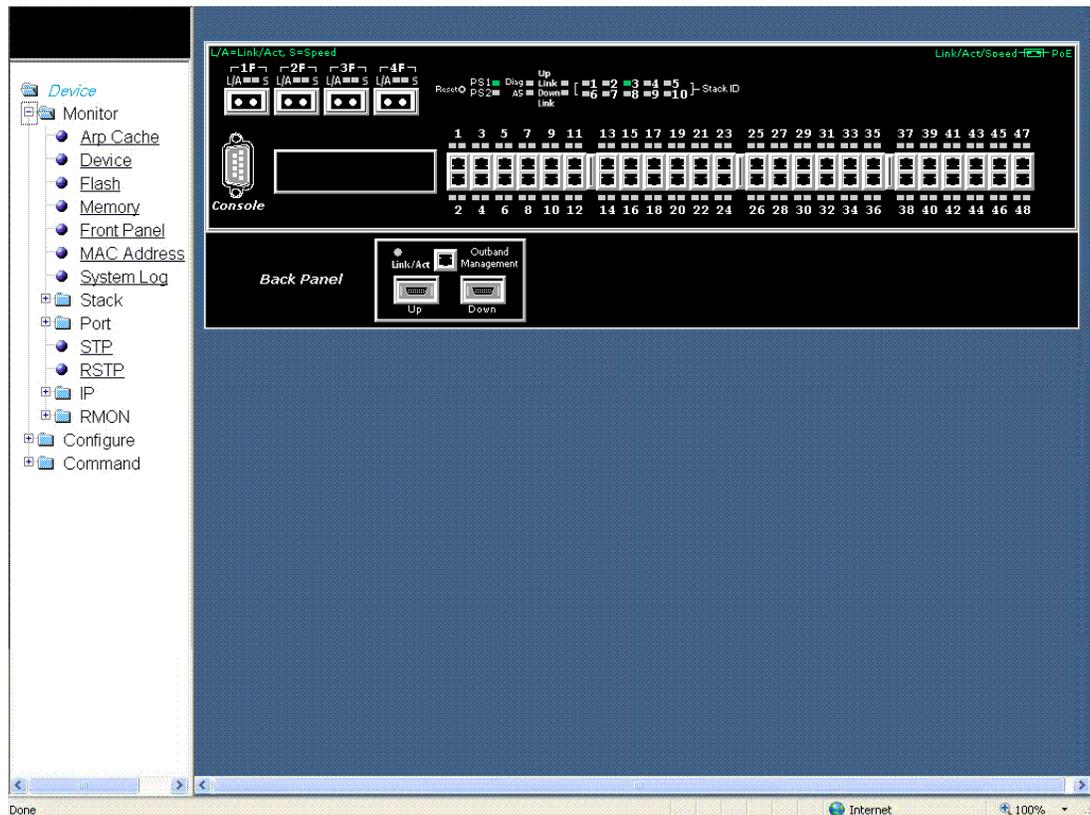 L/A=Link/Act, S=Speed
Link/Act/Speed PoE
1F 2F 3F 4F
L/A S L/A S L/A S L/A S
Reset PS1 PS2 Diag AS Up Link Down Link [ 1 2 3 4 5 6 7 8 9 10 ] Stack ID
1 3 5 7 9 11 13 15 17 19 21 23 25 27 29 31 33 35 37 39 41 43 45 47
Console
2 4 6 8 10 12 14 16 18 20 22 24 26 28 30 32 34 36 38 40 42 44 46 48
Back Panel
Link/Act
Outband Management
Up
Down
Device
Monitor
Arp Cache
Device
Flash
Memory
Front Panel
MAC Address
System Log
Stack
Port
STP
RSTP
IP
RMON
Configure
Command
Done
Internet
100%